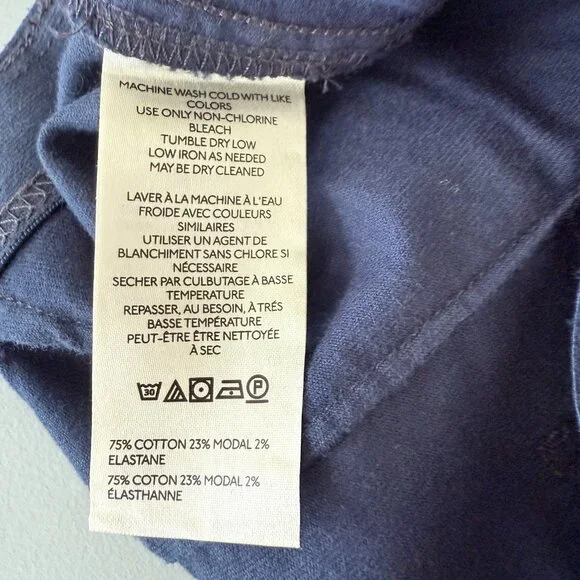 MACHINE WASH COLD WITH LIKE
COLORS
USE ONLY NON-CHLORINE
BLEACH
TUMBLE DRY LOW
LOW IRON AS NEEDED
MAY BE DRY CLEANED
LAVER À LA MACHINE À L'EAU
FROIDE AVEC COULEURS
SIMILAIRES
UTILISER UN AGENT DE
BLANCHIMENT SANS CHLORE SI
NÉCESSAIRE
SECHER PAR CULBUTAGE À BASSE
TEMPERATURE
REPASSER, AU BESOIN, À TRÉS
BASSE TEMPÉRATURE
PEUT-ÊTRE ÊTRE NETTOYÉE
À SEC
30 P
75% COTTON 23% MODAL 2%
ELASTANE
75% COTON 23% MODAL 2%
ÉLASTHANNE